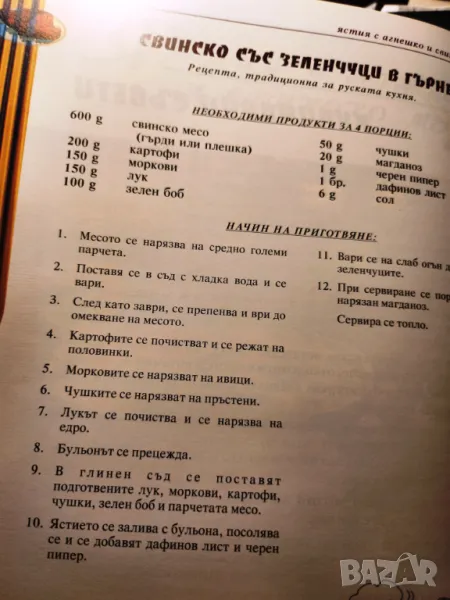 ястия с агнешко и
СВИНСКО СЪС ЗЕЛЕНЧУЦИ В
Рецепта, традиционна за руската кухня.
НЕОБХОДИМИ ПРОДУКТИ ЗА 4 ПОРЦИИ:
600 g свинско месо
(гърди или плешка)
200 g картофи
150 g моркови
150 g лук
100 g зелен боб
50 g чушки
20 g магданоз
1 g черен пипер
1 бр. дафинов лист
6 g сол
НАЧИН НА ПРИГОТВЯНЕ:
1. Месото се нарязва на средно големи
парчета.
2. Поставя се в съд с хладка вода и се
вари.
3. След като заври, се препенва и ври до
омекване на месото.
4. Картофите се почистват и се режат на
половинки.
5. Морковите се нарязват на ивици.
6. Чушките се нарязват на пръстени.
7. Лукът се почиства и се нарязва на
едро.
8. Бульонът се прецежда.
9. В глинен съд се поставят
подготвените лук, моркови, картофи,
чушки, зелен боб и парчетата месо.
10. Ястието се залива с бульона, посолява
се и се добавят дафинов лист и черен
пипер.
11. Вари се на слаб огън
зеленчуците.
12. При сервиране се
нарязан магданоз.
Сервира се топло.
BAZAR